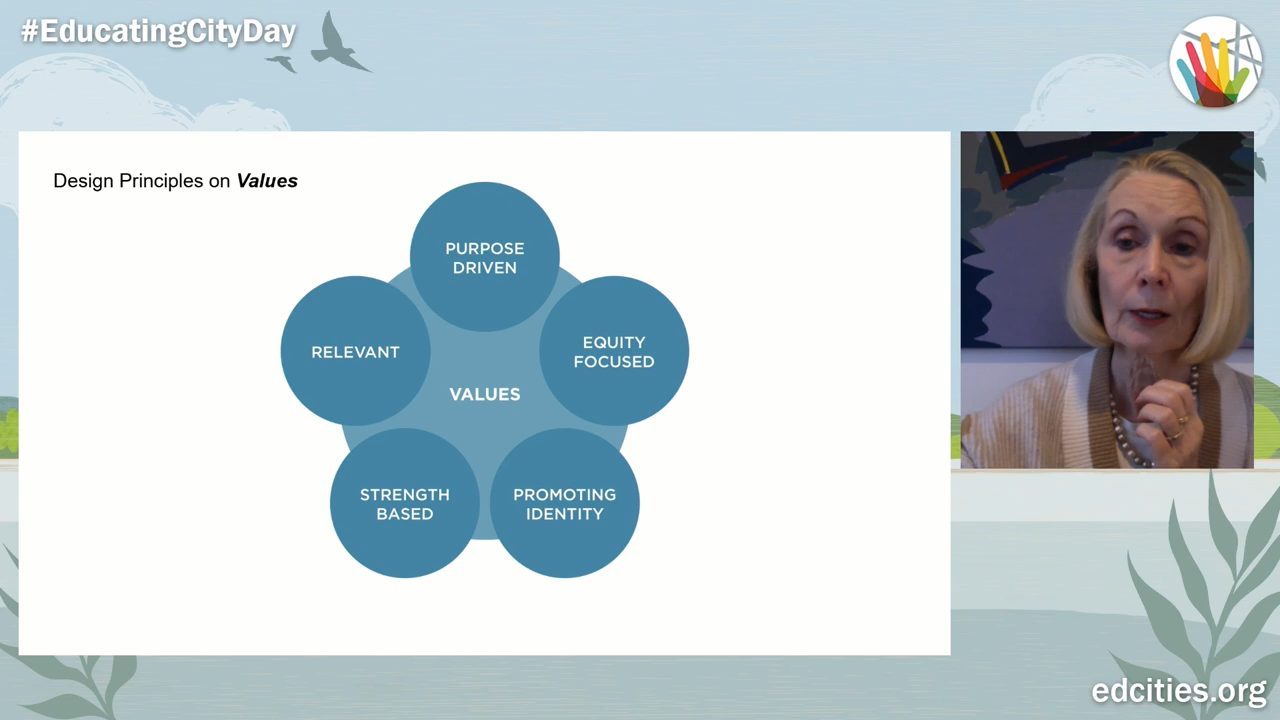 #EducatingCityDay
Design Principles on Values
PURPOSE
DRIVEN
EQUITY
FOCUSED
RELEVANT
VALUES
STRENGTH
BASED
PROMOTING
IDENTITY
edcities.org